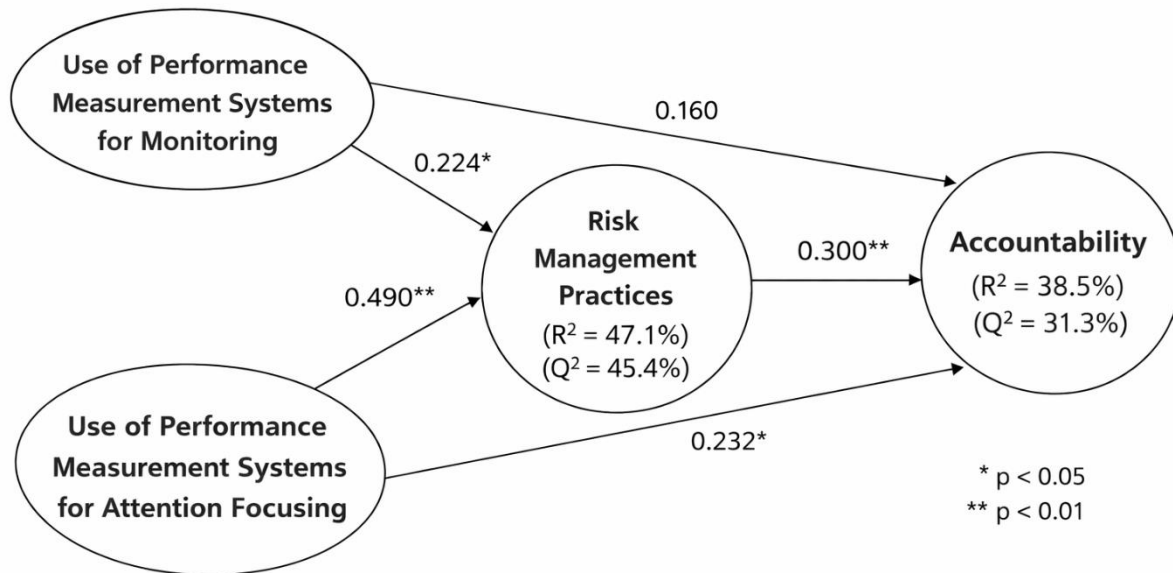 Use of Performance
Measurement Systems
for Monitoring
0.160
0.224*
Risk
Management
Practices
(R² = 47.1%)
(Q² = 45.4%)
0.300**
Accountability
(R² = 38.5%)
(Q² = 31.3%)
0.490**
Use of Performance
Measurement Systems
for Attention Focusing
0.232*
* p < 0.05
** p < 0.01